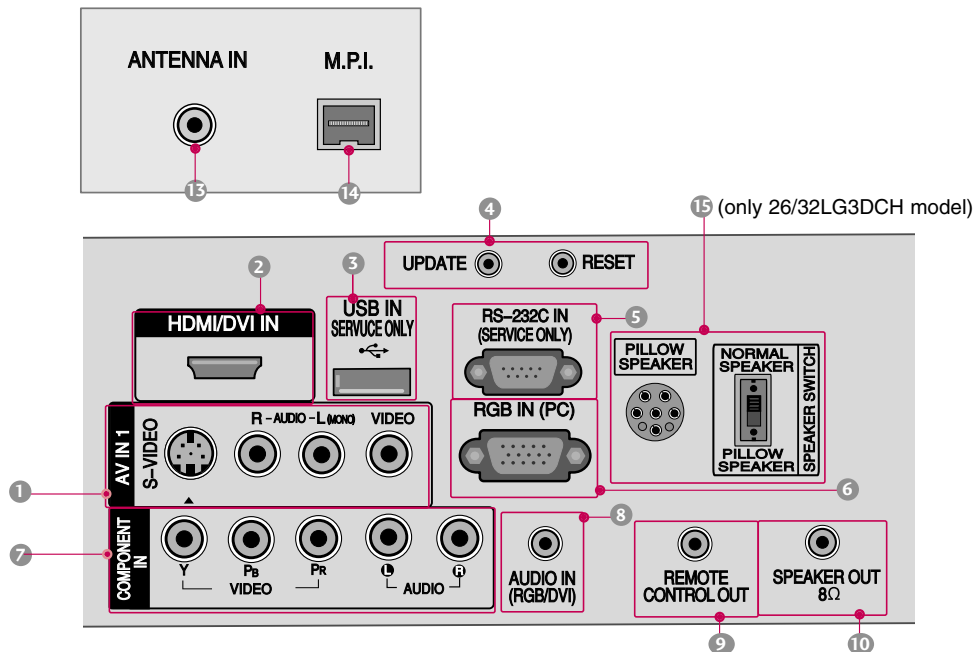 ANTENNA IN
M.P.I.
13
14
15 (only 26/32LG3DCH model)
4
UPDATE
RESET
2
3
HDMI/DVI IN
USB IN
SERVUCE ONLY
RS-232C IN
(SERVICE ONLY)
5
PILLOW
SPEAKER
NORMAL
SPEAKER
PILLOW
SPEAKER
SPEAKER SWITCH
AV IN 1
S-VIDEO
R - AUDIO - L (MONO)
VIDEO
RGB IN (PC)
1
6
7
COMPONENT
IN
Y
PB
PR
VIDEO
L
R
AUDIO
8
AUDIO IN
(RGB/DVI)
REMOTE
CONTROL OUT
SPEAKER OUT
8Ω
9
10